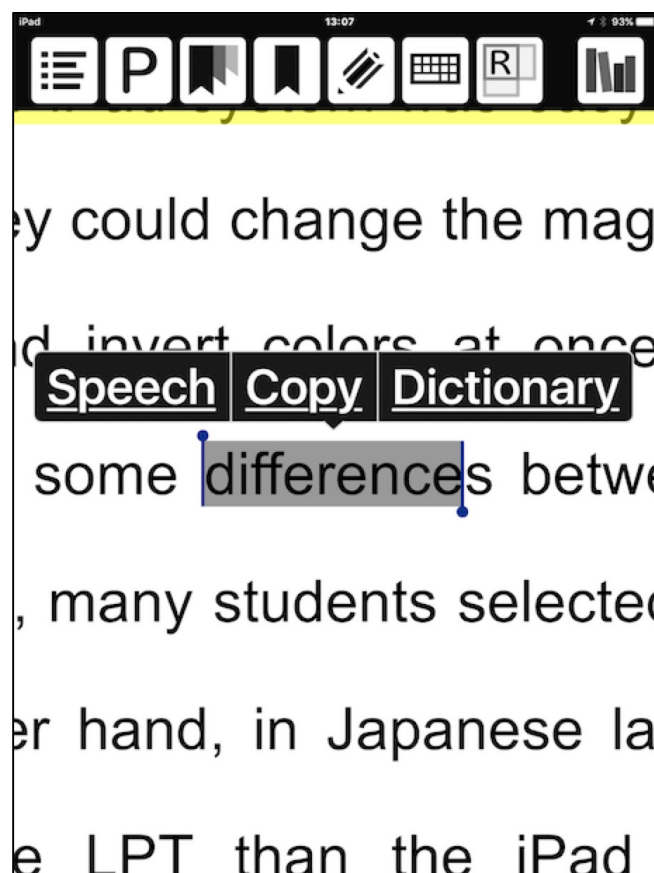 iPad 13:07 93%
P R
ey could change the mag
nd invert colors at once
Speech Copy Dictionary
some differences betwe
, many students selected
er hand, in Japanese la
e LPT than the iPad